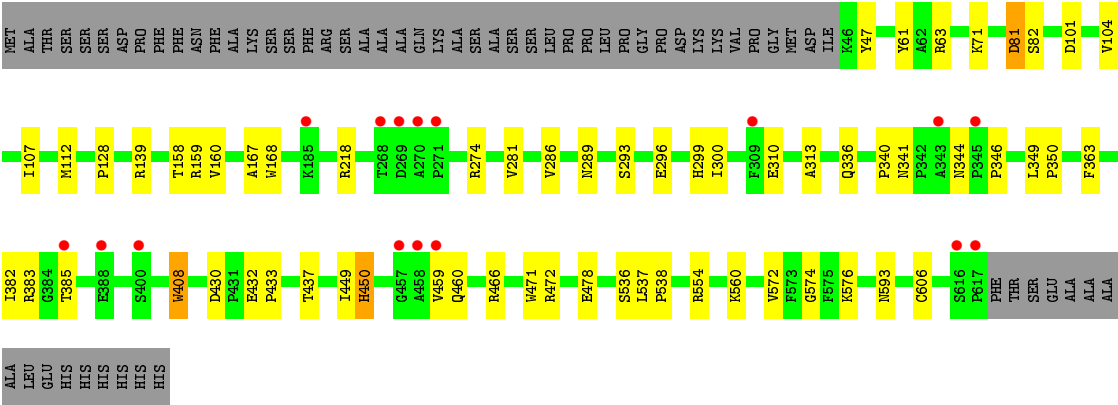 MET ALA THR SER SER SER ASP PRO PHE PHE ASN PHE ALA LYS SER SER PHE ARG SER ALA ALA ALA GLN LYS ALA SER ALA SER SER LEU PRO PRO LEU PRO GLY PRO ASP LYS LYS VAL PRO GLY MET ASP ILE K46 Y47 Y61 A62 R63 K71 D81 S82 D101 V104
I107 M112 P128 R139 T158 R159 V160 A167 W168 K185 R218 T268 D269 A270 P271 R274 V281 V286 N289 S293 E296 H299 I300 F309 E310 A313 Q336 P340 N341 P342 A343 N344 P345 P346 L349 P350 F363
I382 R383 G384 T385 E388 S400 W408 D430 P431 E432 P433 T437 I449 H450 G457 A458 V459 Q460 R466 W471 R472 E478 S536 L537 P538 R554 K560 V572 F573 G574 F575 K576 N593 C606 S616 P617 PHE THR SER GLU ALA ALA ALA
ALA LEU GLU HIS HIS HIS HIS HIS HIS